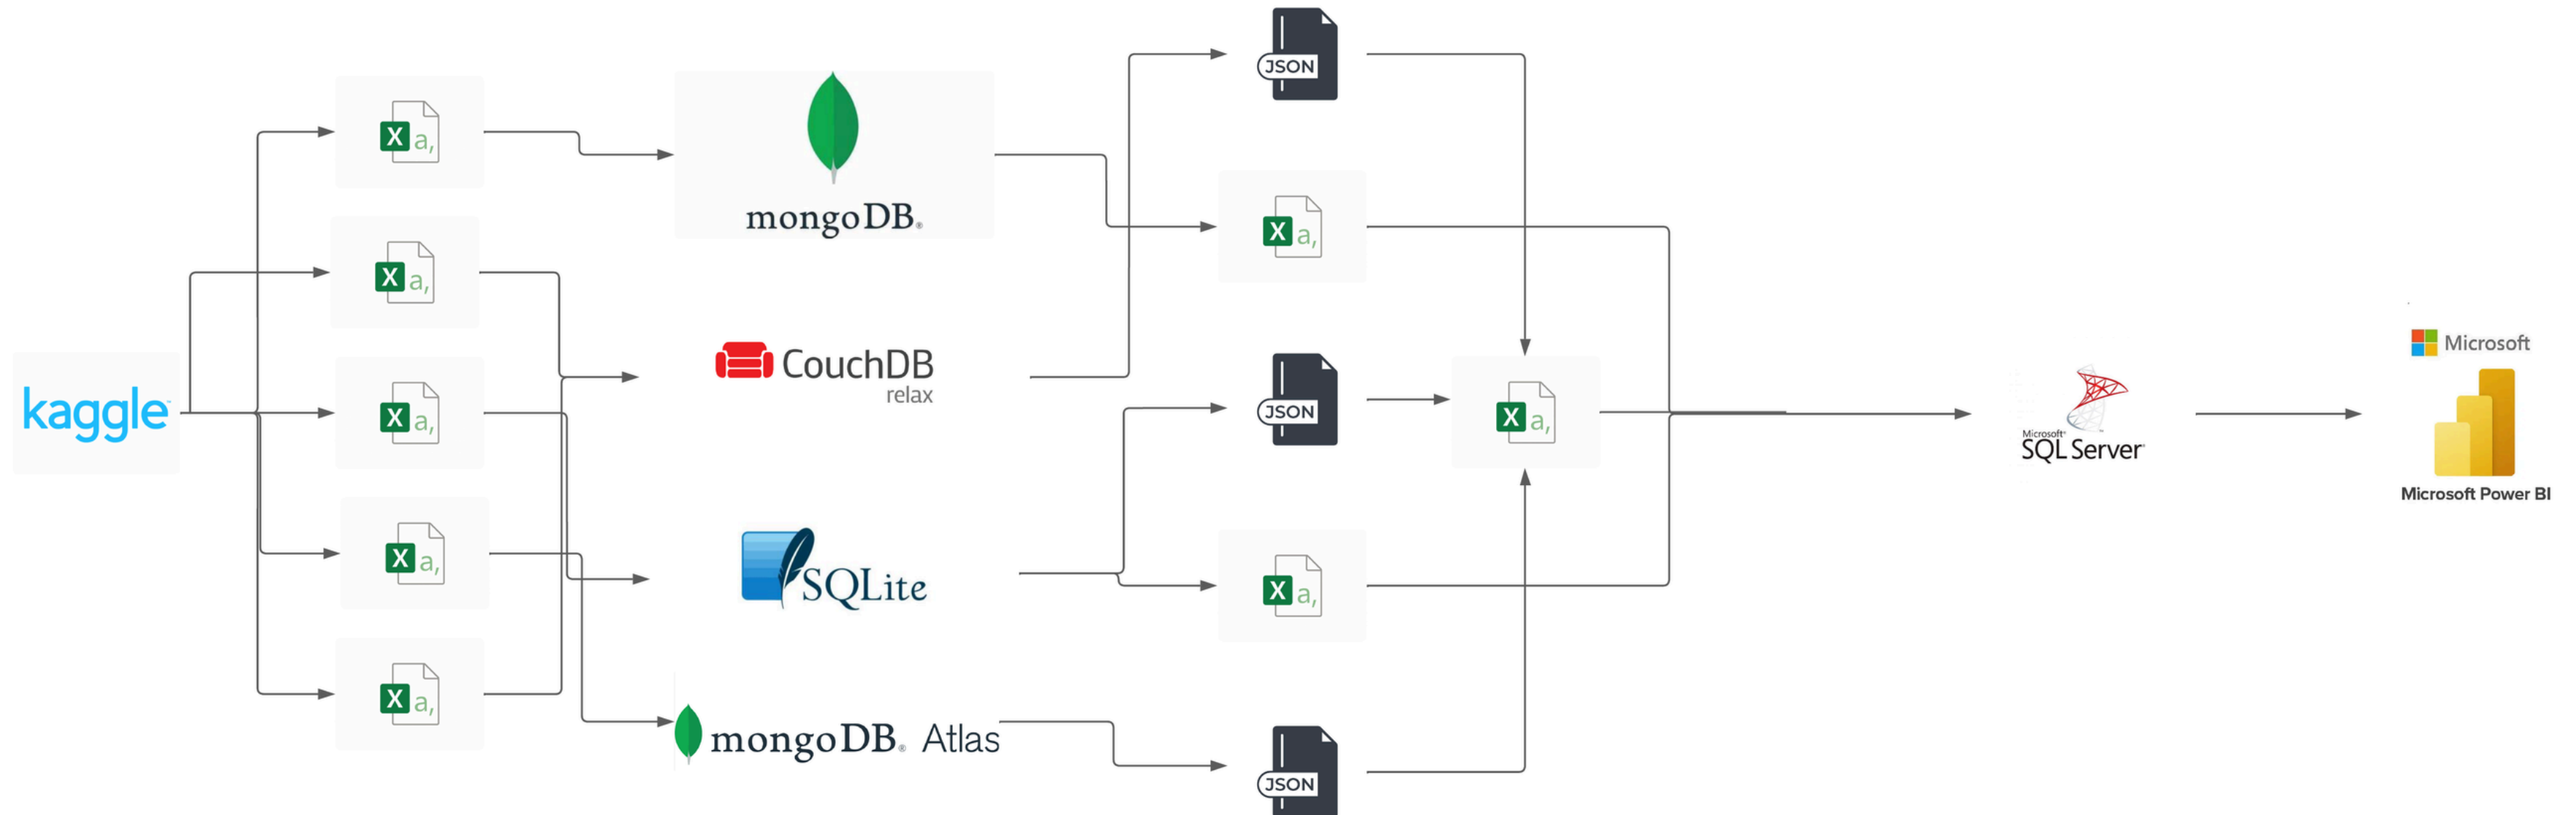 kaggle
X a,
X a,
X a,
X a,
X a,
mongoDB®
CouchDB
relax
SQLite
mongoDB® Atlas
JSON
X a,
JSON
X a,
JSON
X a,
Microsoft®
SQL Server®
Microsoft
Microsoft Power BI